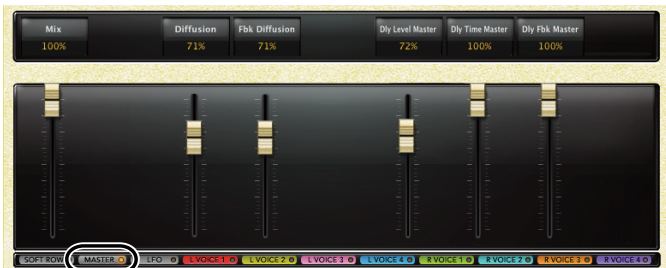 Mix Diffusion Fbk Diffusion Dly Level Master Dly Time Master Dly Fbk Master
100% 71% 71% 72% 100% 100%
SOFT ROW MASTER LFO L VOICE 1 L VOICE 2 L VOICE 3 L VOICE 4 R VOICE 1 R VOICE 2 R VOICE 3 R VOICE 4